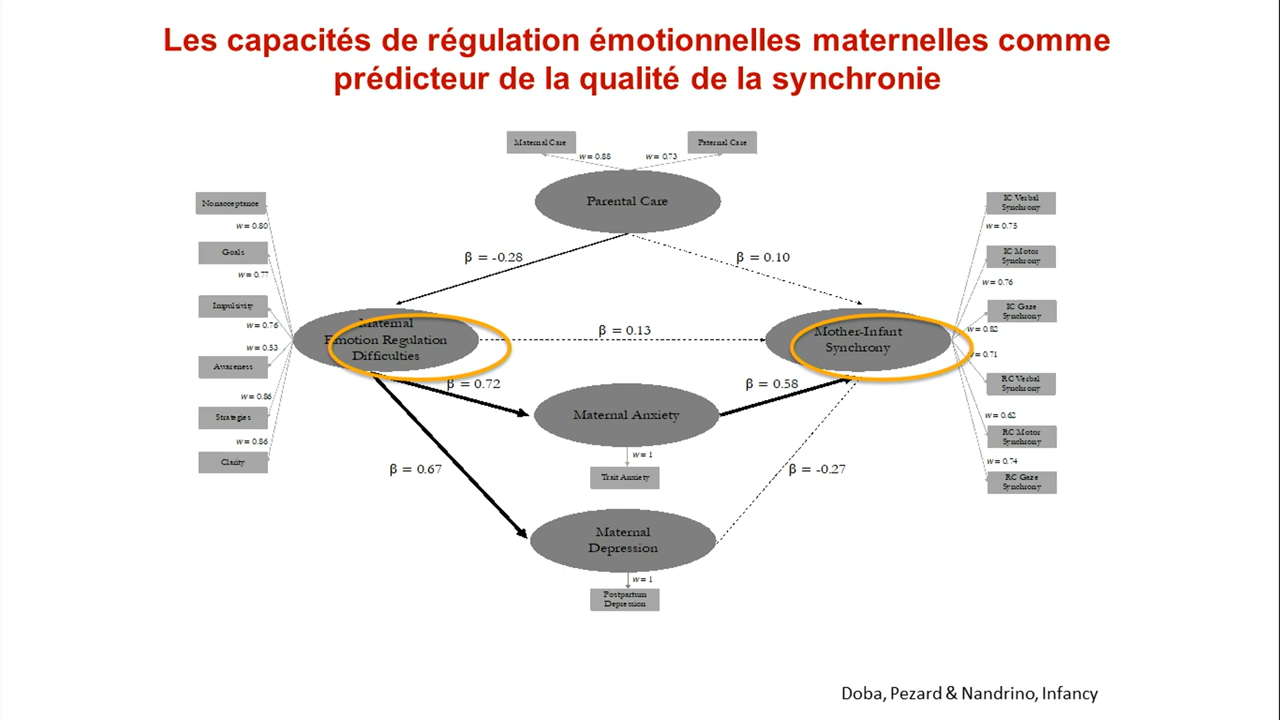 Les capacités de régulation émotionnelles maternelles comme
prédicteur de la qualité de la synchronie
Maternal Care
Paternal Care
w = 0.88
w = 0.73
Parental Care
β = -0.28
β = 0.10
Nonacceptance
w = 0.80
Goals
w = 0.77
Impulsivity
w = 0.76
w = 0.53
Awareness
w = 0.86
Strategies
w = 0.86
Clarity
Maternal
Emotion Regulation
Difficulties
β = 0.13
Mother-Infant
Synchrony
IC Verbal
Synchrony
w = 0.75
IC Motor
Synchrony
w = 0.76
IC Gaze
Synchrony
w = 0.82
w = 0.71
RC Verbal
Synchrony
w = 0.62
RC Motor
Synchrony
w = 0.74
RC Gaze
Synchrony
β = 0.72
β = 0.58
Maternal Anxiety
w = 1
Trait Anxiety
β = 0.67
β = -0.27
Maternal
Depression
w = 1
Postpartum
Depression
Doba, Pezard & Nandrino, Infancy